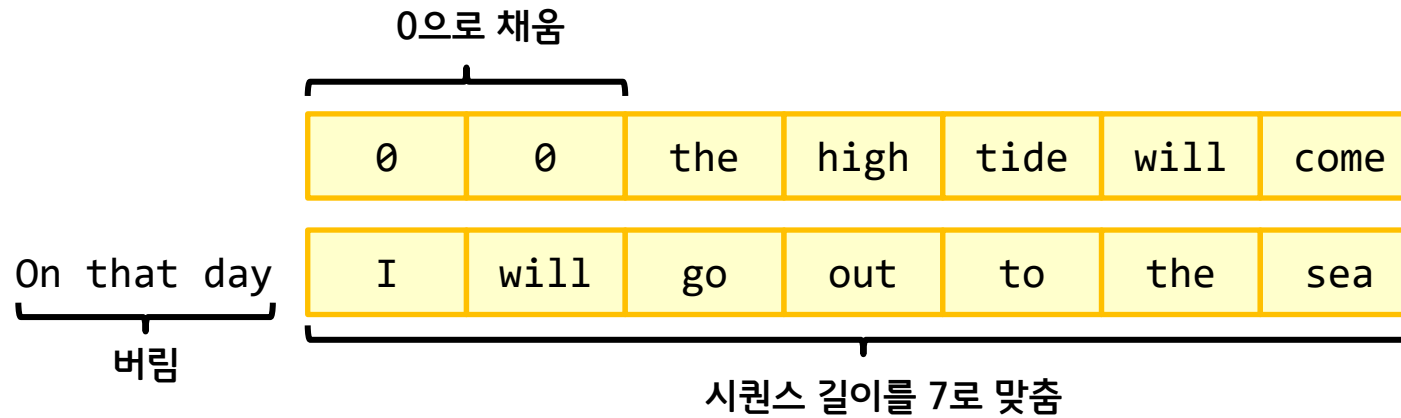 0으로 채움
0 0 the high tide will come
On that day I will go out to the sea
버림
시퀀스 길이를 7로 맞춤